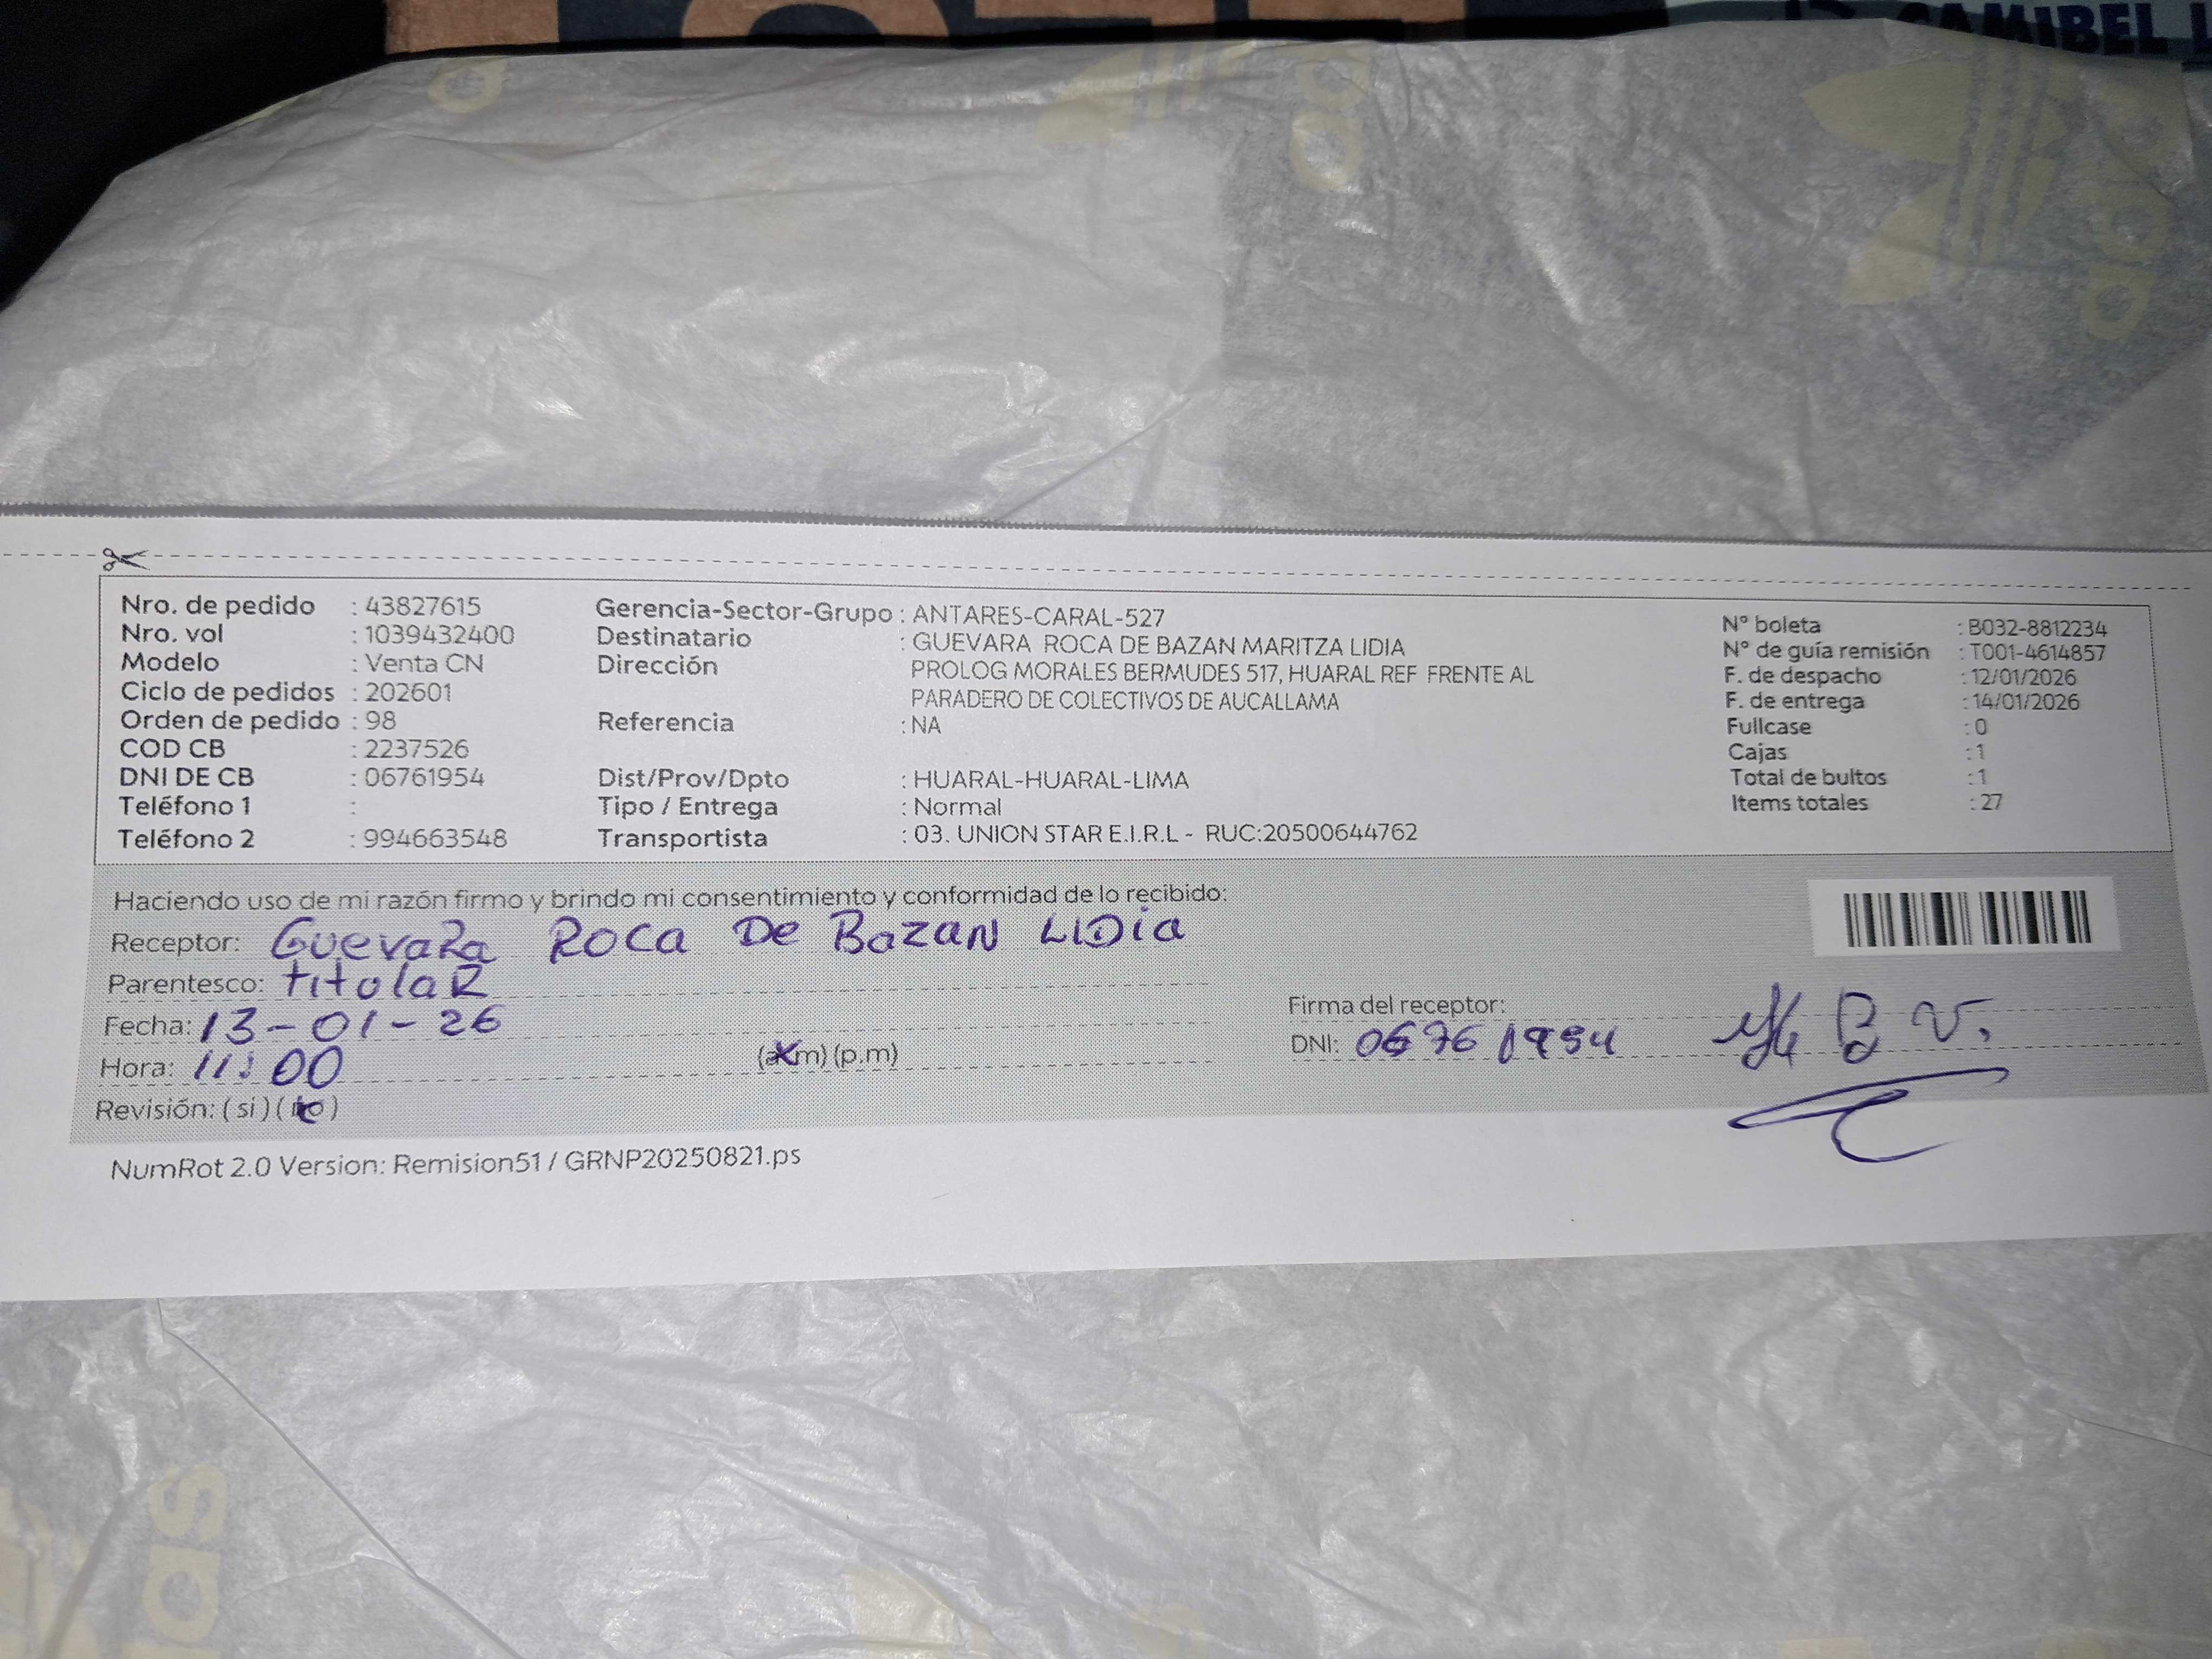 CAMIBEL L
adidas
Nro. de pedido : 43827615
Nro. vol : 1039432400
Modelo : Venta CN
Ciclo de pedidos : 202601
Orden de pedido : 98
COD CB : 2237526
DNI DE CB : 06761954
Teléfono 1 :
Teléfono 2 : 994663548
Gerencia-Sector-Grupo : ANTARES-CARAL-527
Destinatario : GUEVARA ROCA DE BAZAN MARITZA LIDIA
Dirección PROLOG MORALES BERMUDES 517, HUARAL REF FRENTE AL
PARADERO DE COLECTIVOS DE AUCALLAMA
Referencia : NA
Dist/Prov/Dpto : HUARAL-HUARAL-LIMA
Tipo / Entrega : Normal
Transportista : 03. UNION STAR E.I.R.L - RUC:20500644762
N° boleta : B032-8812234
N° de guía remisión : T001-4614857
F. de despacho : 12/01/2026
F. de entrega : 14/01/2026
Fullcase : 0
Cajas : 1
Total de bultos : 1
Items totales : 27
Haciendo uso de mi razón firmo y brindo mi consentimiento y conformidad de lo recibido:
Receptor: GuevaRa Roca De BazaN LIDia
Parentesco: titulaR
Fecha: 13-01-26
Hora: 11:00 (a.m) (p.m)
Revisión: ( si ) ( no )
Firma del receptor:
DNI: 06761954
NumRot 2.0 Version: Remision51 / GRNP20250821.ps